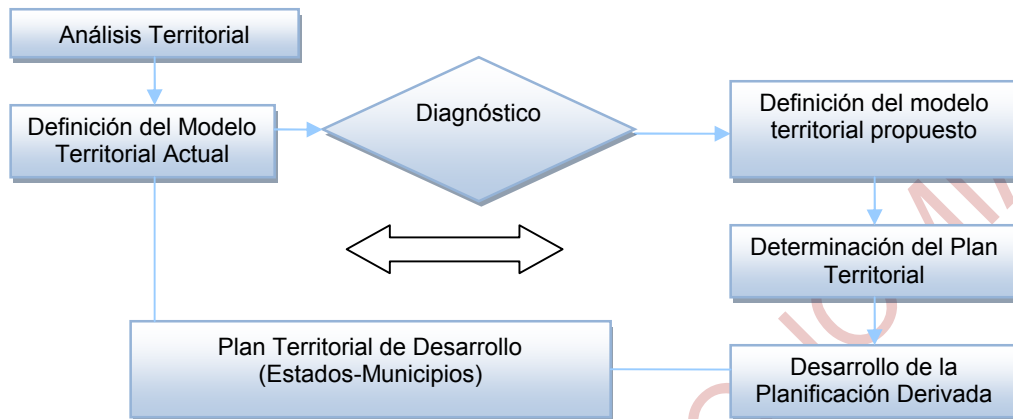 Análisis Territorial
Definición del Modelo
Territorial Actual
Diagnóstico
Definición del modelo
territorial propuesto
Determinación del Plan
Territorial
Desarrollo de la
Planificación Derivada
Plan Territorial de Desarrollo
(Estados-Municipios)